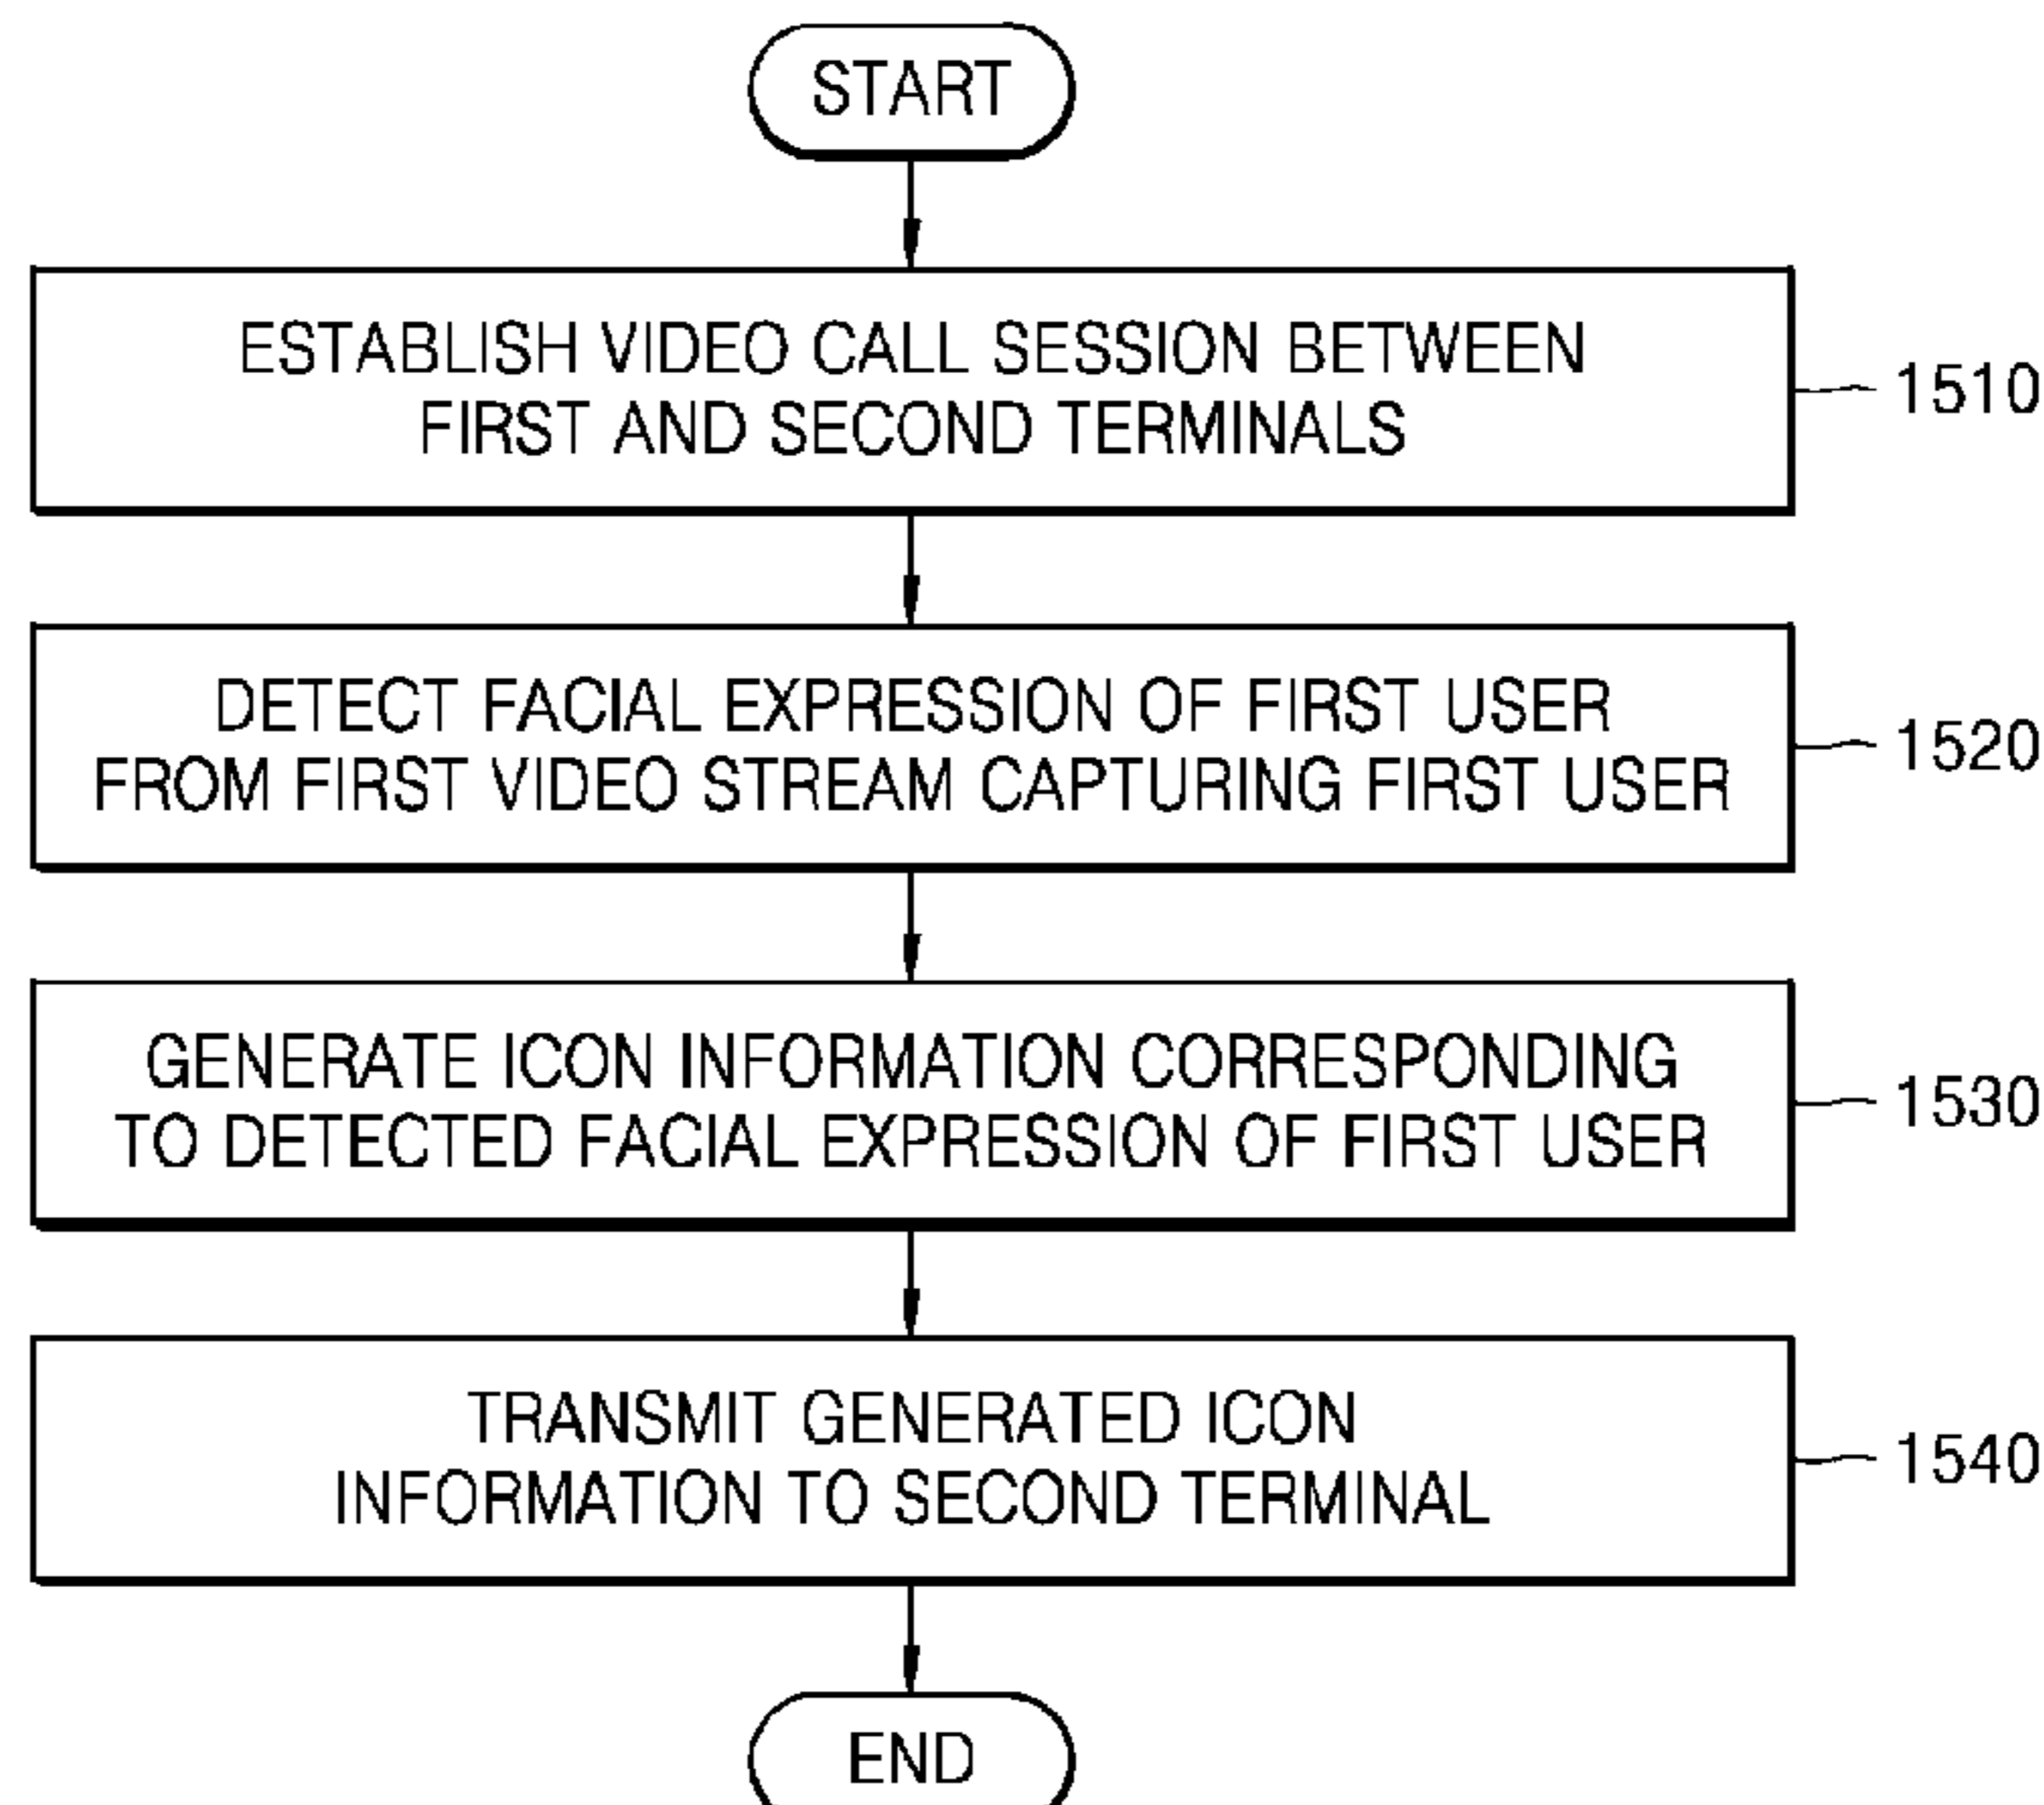 START
ESTABLISH VIDEO CALL SESSION BETWEEN
FIRST AND SECOND TERMINALS
1510
DETECT FACIAL EXPRESSION OF FIRST USER
FROM FIRST VIDEO STREAM CAPTURING FIRST USER
1520
GENERATE ICON INFORMATION CORRESPONDING
TO DETECTED FACIAL EXPRESSION OF FIRST USER
1530
TRANSMIT GENERATED ICON
INFORMATION TO SECOND TERMINAL
1540
END